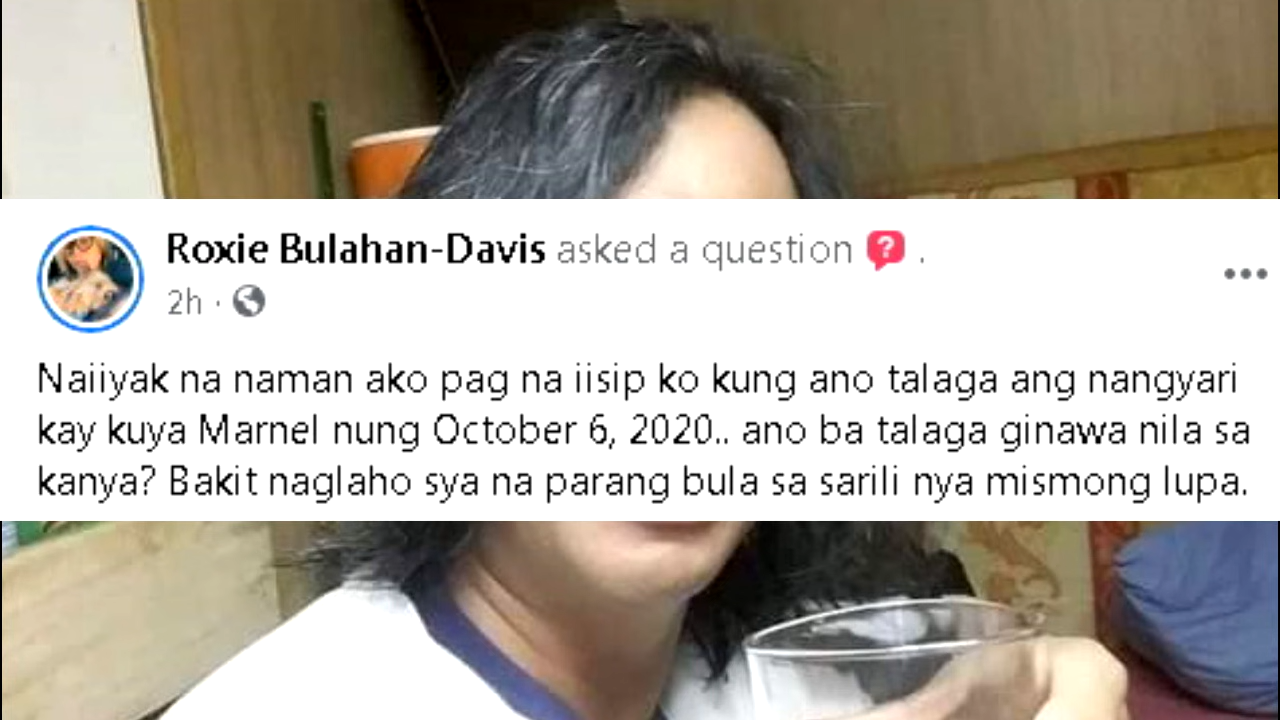 Roxie Bulahan-Davis asked a question ? .
2h ·
Naiiyak na naman ako pag na iisip ko kung ano talaga ang nangyari
kay kuya Marnel nung October 6, 2020.. ano ba talaga ginawa nila sa
kanya? Bakit naglaho sya na parang bula sa sarili nya mismong lupa.